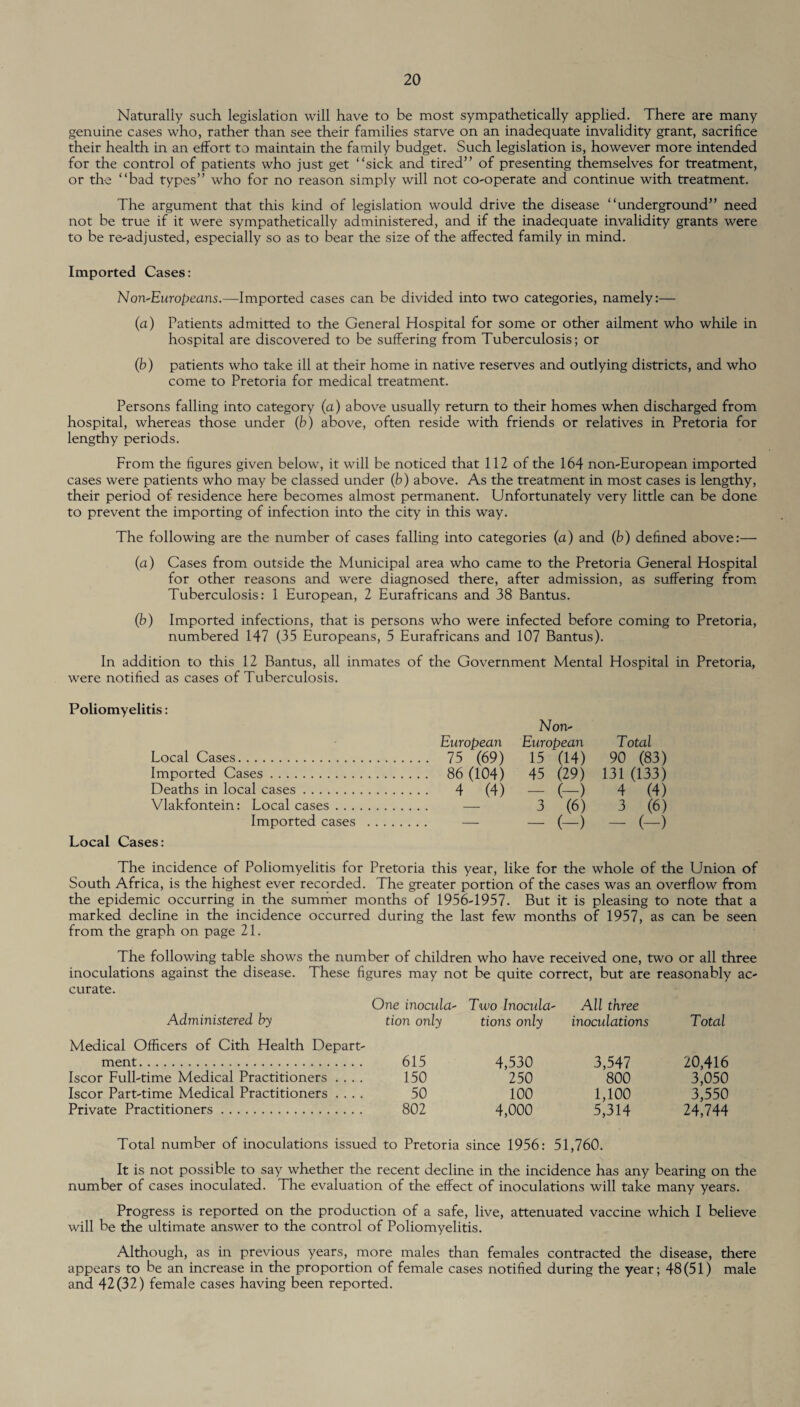 20
Naturally such legislation will have to be most sympathetically applied. There are many
genuine cases who, rather than see their families starve on an inadequate invalidity grant, sacrifice
their health in an effort to maintain the family budget. Such legislation is, however more intended
for the control of patients who just get “sick and tired” of presenting themselves for treatment,
or the “bad types” who for no reason simply will not co-operate and continue with treatment.
The argument that this kind of legislation would drive the disease “underground” need
not be true if it were sympathetically administered, and if the inadequate invalidity grants were
to be re-adjusted, especially so as to bear the size of the affected family in mind.
Imported Cases:
Non-Europeans.—Imported cases can be divided into two categories, namely:—
(a) Patients admitted to the General Hospital for some or other ailment who while in
hospital are discovered to be suffering from Tuberculosis; or
(b) patients who take ill at their home in native reserves and outlying districts, and who
come to Pretoria for medical treatment.
Persons falling into category (a) above usually return to their homes when discharged from
hospital, whereas those under (b) above, often reside with friends or relatives in Pretoria for
lengthy periods.
From the figures given below, it will be noticed that 112 of the 164 non-European imported
cases were patients who may be classed under (b) above. As the treatment in most cases is lengthy,
their period of residence here becomes almost permanent. Unfortunately very little can be done
to prevent the importing of infection into the city in this way.
The following are the number of cases falling into categories (a) and (b) defined above:—
(a) Cases from outside the Municipal area who came to the Pretoria General Hospital
for other reasons and were diagnosed there, after admission, as suffering from
Tuberculosis: 1 European, 2 Eurafricans and 38 Bantus.
(b) Imported infections, that is persons who were infected before coming to Pretoria,
numbered 147 (35 Europeans, 5 Eurafricans and 107 Bantus).
In addition to this 12 Bantus, all inmates of the Government Mental Hospital in Pretoria,
were notified as cases of Tuberculosis.
Poliomyelitis:
Non-
European European Total
Local Cases........................ 75 (69) 15 (14) 90 (83)
Imported Cases.................... 86 (104) 45 (29) 131 (133)
Deaths in local cases................ 4 (4) — (—) 4 (4)
Vlakfontein: Local cases............ — 3 (6) 3 (6)
Imported cases ........ — — (—) — (—)
Local Cases:
The incidence of Poliomyelitis for Pretoria this year, like for the whole of the Union of
South Africa, is the highest ever recorded. The greater portion of the cases was an overflow from
the epidemic occurring in the summer months of 1956-1957. But it is pleasing to note that a
marked decline in the incidence occurred during the last few months of 1957, as can be seen
from the graph on page 21.
The following table shows the number of children who have received one, two or all three
inoculations against the disease. These figures may not be quite correct, but are reasonably ac-
curate.
One inocula- Two Inocula- All three
Administered by tion only tions only inoculations Total
Medical Officers of Cith Health Depart-
ment............................ 615 4,530 3,547 20,416
Iscor Full-time Medical Practitioners .... 150 250 800 3,050
Iscor Part-time Medical Practitioners .... 50 100 1,100 3,550
Private Practitioners.................. 802 4,000 5,314 24,744
Total number of inoculations issued to Pretoria since 1956: 51,760.
It is not possible to say whether the recent decline in the incidence has any bearing on the
number of cases inoculated. The evaluation of the effect of inoculations will take many years.
Progress is reported on the production of a safe, live, attenuated vaccine which I believe
will be the ultimate answer to the control of Poliomyelitis.
Although, as in previous years, more males than females contracted the disease, there
appears to be an increase in the proportion of female cases notified during the year; 48(51) male
and 42(32) female cases having been reported.